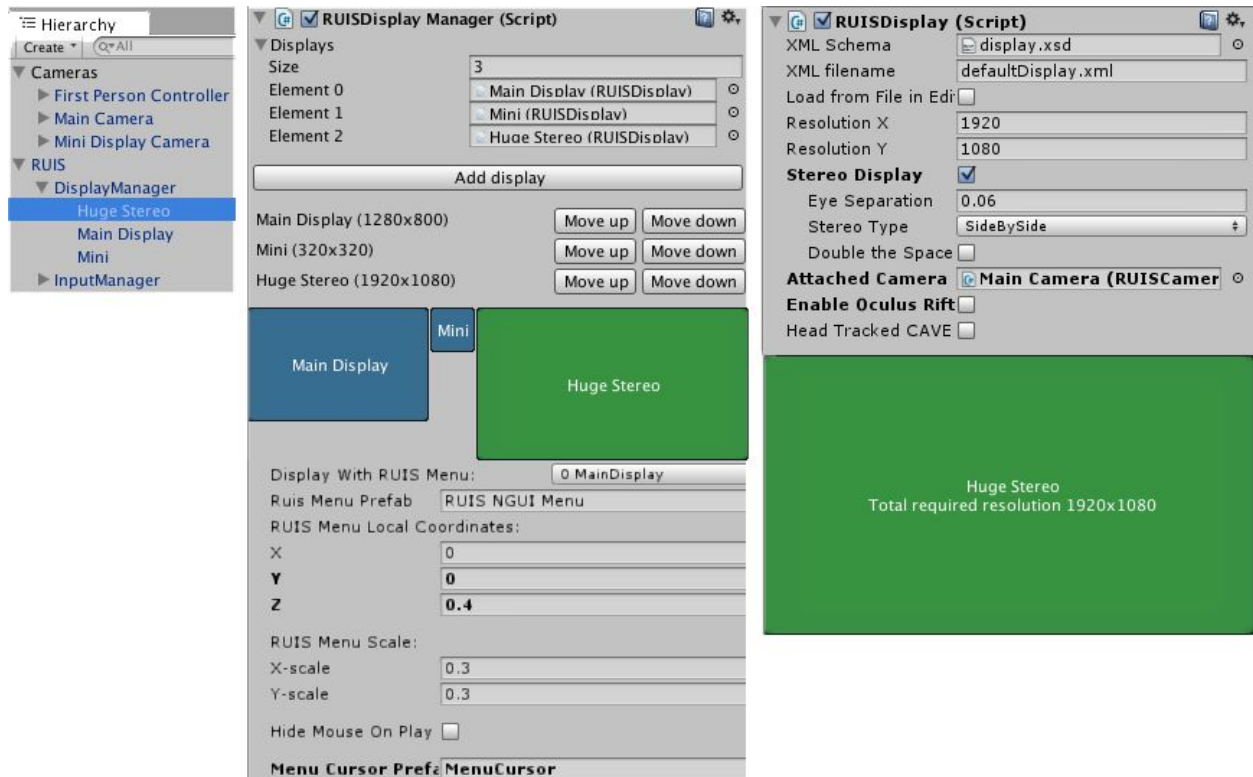 Hierarchy
Create
Q▾All
Cameras
First Person Controller
Main Camera
Mini Display Camera
RUIS
DisplayManager
Huge Stereo
Main Display
Mini
InputManager
RUISDisplay Manager (Script)
Displays
Size 3
Element 0 Main Display (RUISDisplay)
Element 1 Mini (RUISDisplay)
Element 2 Huge Stereo (RUISDisplay)
Add display
Main Display (1280x800) Move up Move down
Mini (320x320) Move up Move down
Huge Stereo (1920x1080) Move up Move down
Main Display
Mini
Huge Stereo
Display With RUIS Menu: 0 MainDisplay
Ruis Menu Prefab RUIS NGUI Menu
RUIS Menu Local Coordinates:
X 0
Y 0
Z 0.4
RUIS Menu Scale:
X-scale 0.3
Y-scale 0.3
Hide Mouse On Play
Menu Cursor Prefa MenuCursor
RUISDisplay (Script)
XML Schema display.xsd
XML filename defaultDisplay.xml
Load from File in Edi
Resolution X 1920
Resolution Y 1080
Stereo Display
Eye Separation 0.06
Stereo Type SideBySide
Double the Space
Attached Camera Main Camera (RUISCamer
Enable Oculus Rift
Head Tracked CAVE
Huge Stereo
Total required resolution 1920x1080